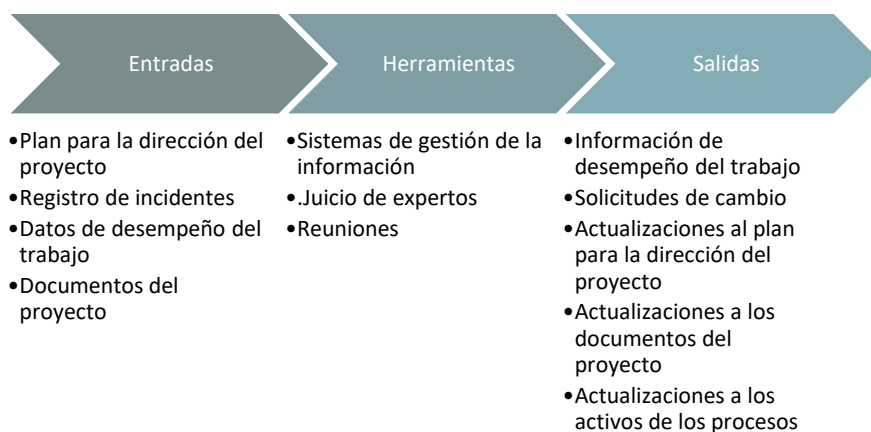 Entradas
Herramientas
Salidas
•Plan para la dirección del
proyecto
•Registro de incidentes
•Datos de desempeño del
trabajo
•Documentos del
proyecto
•Sistemas de gestión de la
información
•.Juicio de expertos
•Reuniones
•Información de
desempeño del trabajo
•Solicitudes de cambio
•Actualizaciones al plan
para la dirección del
proyecto
•Actualizaciones a los
documentos del
proyecto
•Actualizaciones a los
activos de los procesos